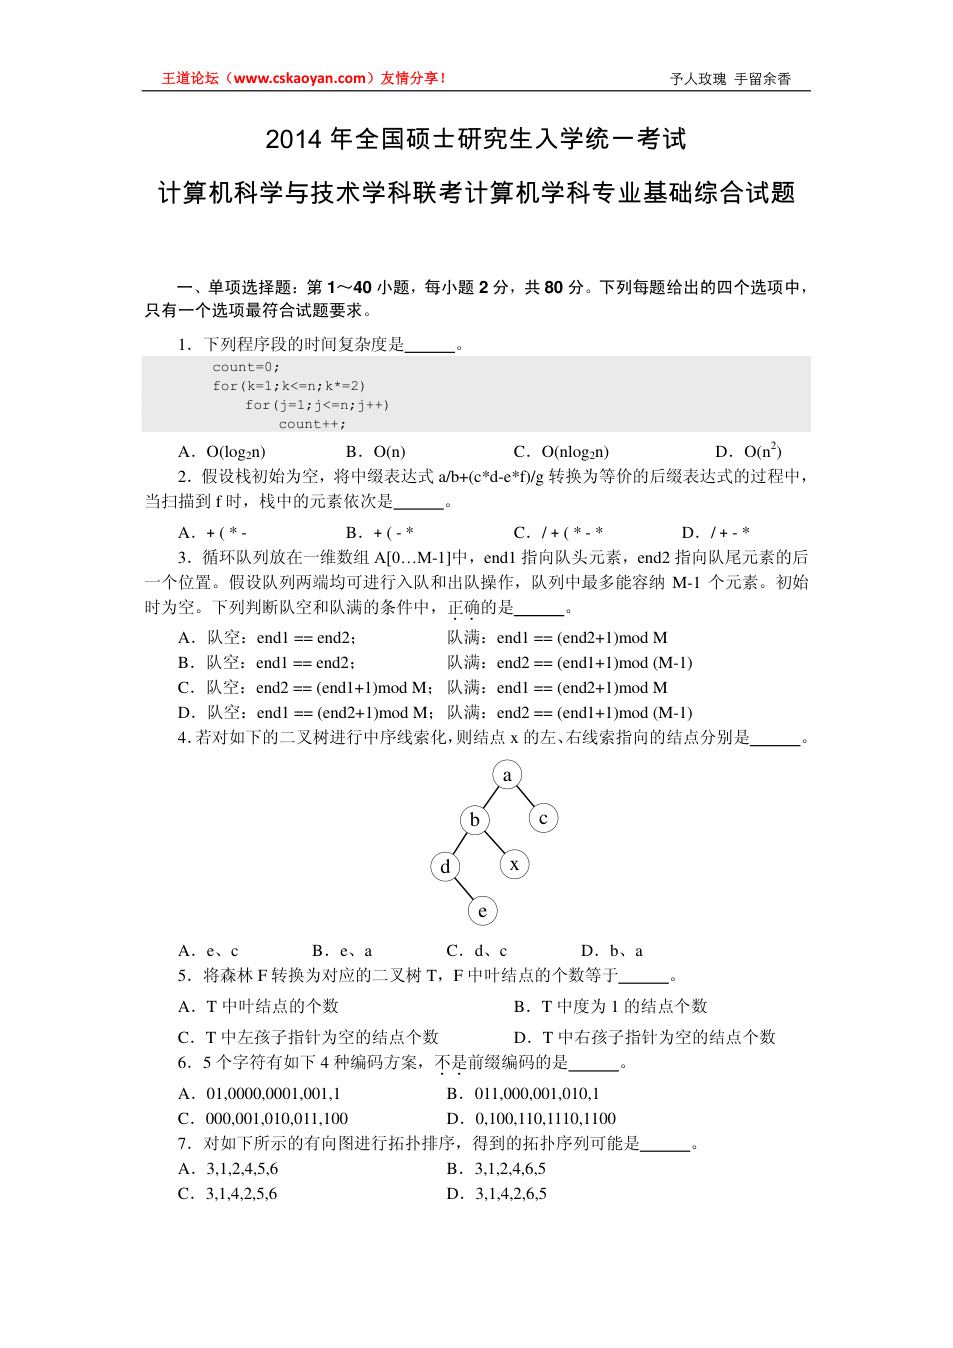 王道论坛（www.cskaoyan.com）友情分享！ 予人玫瑰 手留余香
2014 年全国硕士研究生入学统一考试
计算机科学与技术学科联考计算机学科专业基础综合试题
一、单项选择题：第 1～40 小题，每小题 2 分，共 80 分。下列每题给出的四个选项中，
只有一个选项最符合试题要求。
1．下列程序段的时间复杂度是______。
count=0;
for(k=1;k<=n;k*=2)
for(j=1;j<=n;j++)
count++;
A．O(log₂n) B．O(n) C．O(nlog₂n) D．O(n²)
2．假设栈初始为空，将中缀表达式 a/b+(c*d-e*f)/g 转换为等价的后缀表达式的过程中，
当扫描到 f 时，栈中的元素依次是______。
A．+ ( * - B．+ ( - * C．/ + ( * - * D．/ + - *
3．循环队列放在一维数组 A[0…M-1]中，end1 指向队头元素，end2 指向队尾元素的后
一个位置。假设队列两端均可进行入队和出队操作，队列中最多能容纳 M-1 个元素。初始
时为空。下列判断队空和队满的条件中，正确的是______。
A．队空：end1 == end2； 队满：end1 == (end2+1)mod M
B．队空：end1 == end2； 队满：end2 == (end1+1)mod (M-1)
C．队空：end2 == (end1+1)mod M； 队满：end1 == (end2+1)mod M
D．队空：end1 == (end2+1)mod M； 队满：end2 == (end1+1)mod (M-1)
4．若对如下的二叉树进行中序线索化，则结点 x 的左、右线索指向的结点分别是______。
a
b c
d x
e
A．e、c B．e、a C．d、c D．b、a
5．将森林 F 转换为对应的二叉树 T，F 中叶结点的个数等于______。
A．T 中叶结点的个数 B．T 中度为 1 的结点个数
C．T 中左孩子指针为空的结点个数 D．T 中右孩子指针为空的结点个数
6．5 个字符有如下 4 种编码方案，不是前缀编码的是______。
A．01,0000,0001,001,1 B．011,000,001,010,1
C．000,001,010,011,100 D．0,100,110,1110,1100
7．对如下所示的有向图进行拓扑排序，得到的拓扑序列可能是______。
A．3,1,2,4,5,6 B．3,1,2,4,6,5
C．3,1,4,2,5,6 D．3,1,4,2,6,5